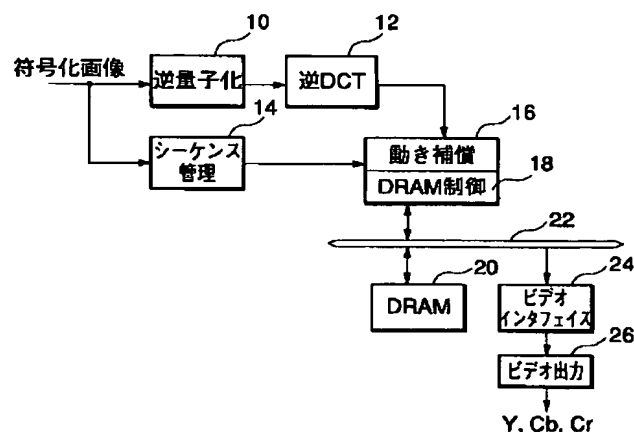 10
12
符号化画像
逆量子化
逆DCT
14
16
シーケンス
管理
動き補償
18
DRAM制御
22
20
24
DRAM
ビデオ
インタフェイズ
26
ビデオ出力
Y, Cb, Cr